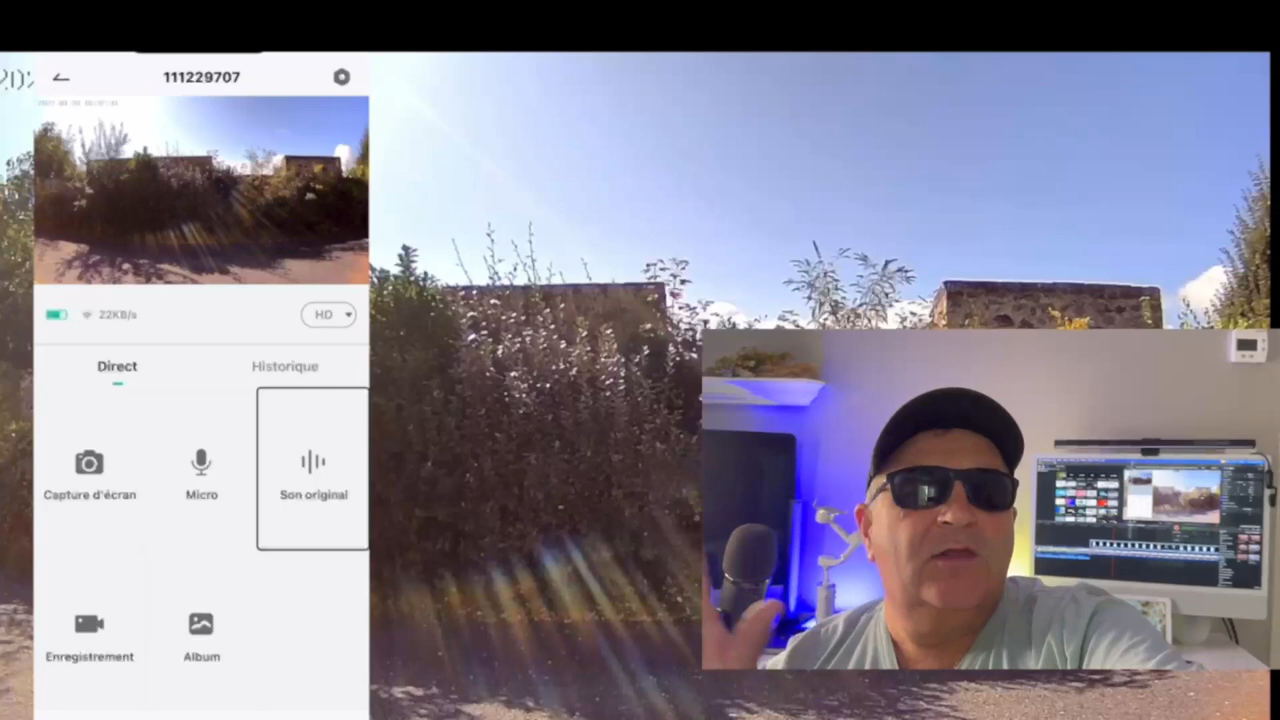 111229707
22KB/s
HD
Direct
Historique
Capture d'écran
Micro
Son original
Enregistrement
Album